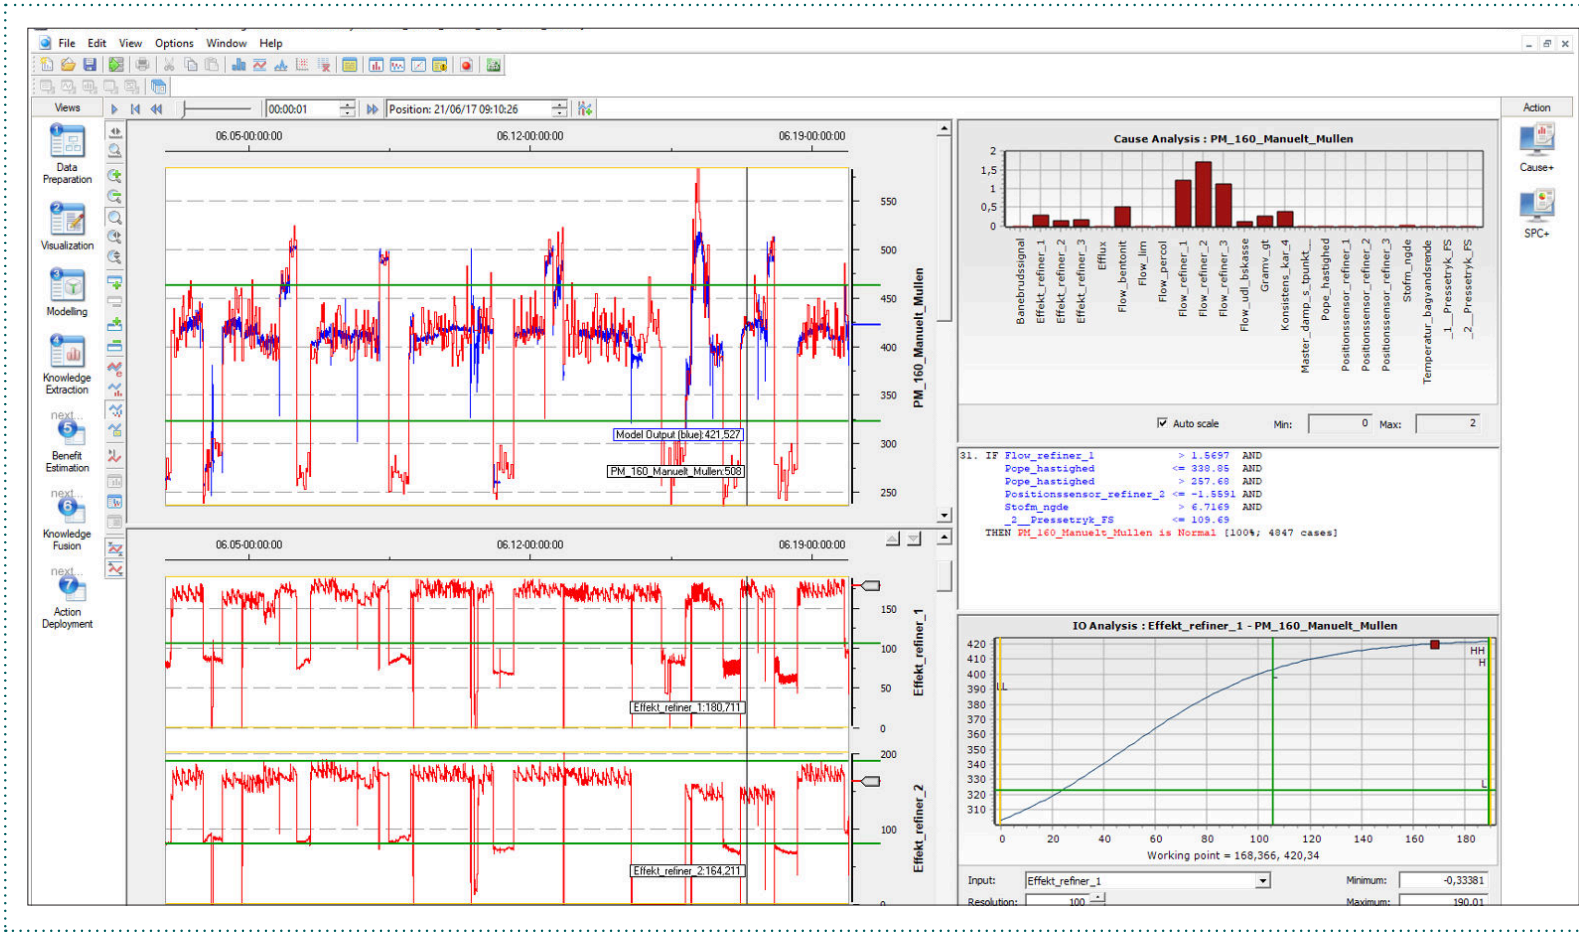 File Edit View Options Window Help
Views
00:00:01
Position: 21/06/17 09:10:26
Action
1
Data
Preparation
2
Visualization
3
Modelling
4
Knowledge
Extraction
next...
5
Benefit
Estimation
next...
6
Knowledge
Fusion
next...
7
Action
Deployment
06.05-00:00:00 06.12-00:00:00 06.19-00:00:00
550
500
450
400
350
300
250
PM_160_Manuelt_Mullen
Model Output (blue):421,527
PM_160_Manuelt_Mullen:508
06.05-00:00:00 06.12-00:00:00 06.19-00:00:00
150
100
50
0
Effekt_refiner_1
Effekt_refiner_1:180,711
200
100
0
Effekt_refiner_2
Effekt_refiner_2:164,211
Cause Analysis : PM_160_Manuelt_Mullen
2
1,5
1
0,5
0
Banebrudssignal
Effekt_refiner_1
Effekt_refiner_2
Effekt_refiner_3
Efflux
Flow_bentonit
Flow_lim
Flow_percol
Flow_refiner_1
Flow_refiner_2
Flow_refiner_3
Flow_udl_bskasse
Gramv_gt
Konsistens_kar_4
Master_damp_s_tpunkt_...
Pope_hastighed
Positionssensor_refiner_1
Positionssensor_refiner_2
Positionssensor_refiner_3
Stofm_ngde
Temperatur_bagvandsrende
_1__Pressetryk_FS
_2__Pressetryk_FS
Auto scale Min: 0 Max: 2
31. IF Flow_refiner_1 > 1.5697 AND
Pope_hastighed <= 330.85 AND
Pope_hastighed > 257.68 AND
Positionssensor_refiner_2 <= -1.5591 AND
Stofm_ngde > 6.7169 AND
_2__Pressetryk_FS <= 109.69
THEN PM_160_Manuelt_Mullen is Normal [100%; 4847 cases]
IO Analysis : Effekt_refiner_1 - PM_160_Manuelt_Mullen
420
410
400
390
380
370
360
350
340
330
320
310
LL
L
HH
H
L
0 20 40 60 80 100 120 140 160 180
Working point = 168,366, 420,34
Input: Effekt_refiner_1 Minimum: -0,33381
Resolution: 100 Maximum: 190,01
Cause+
SPC+